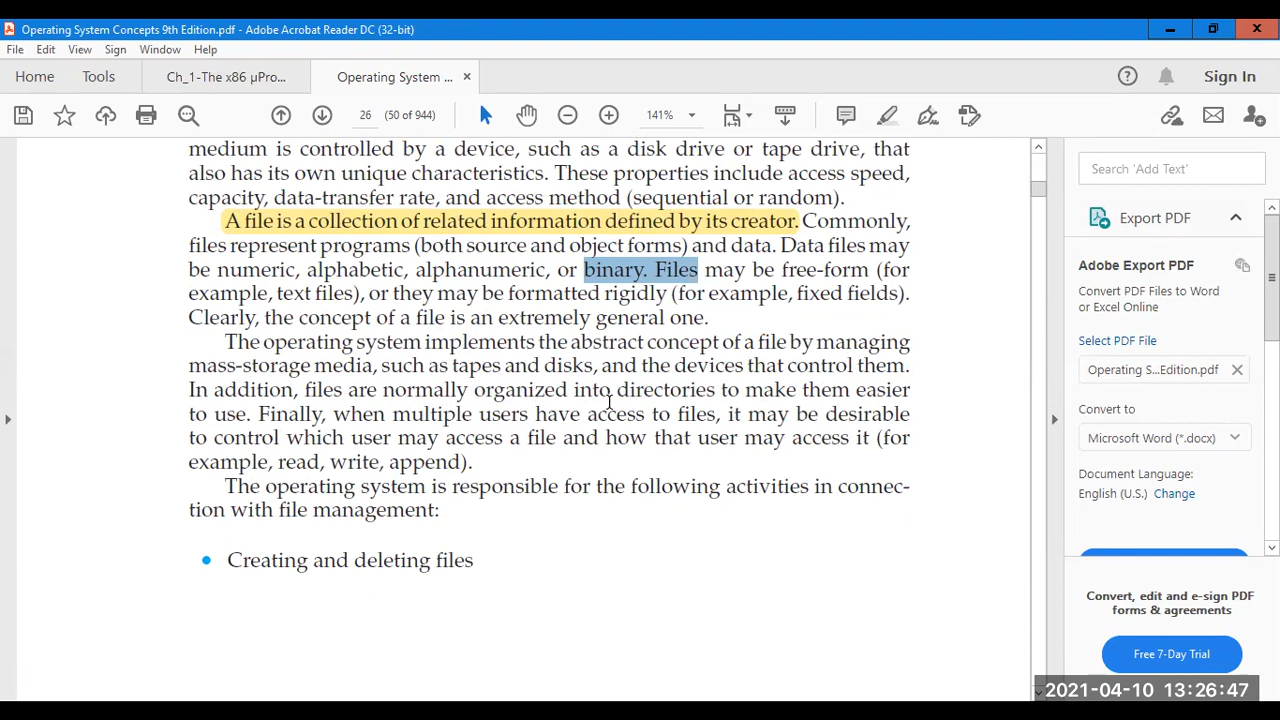 Operating System Concepts 9th Edition.pdf - Adobe Acrobat Reader DC (32-bit)
File Edit View Sign Window Help
Home Tools Ch_1-The x86 µPro... Operating System ... × Sign In
26 (50 of 944) 141%
medium is controlled by a device, such as a disk drive or tape drive, that
also has its own unique characteristics. These properties include access speed,
capacity, data-transfer rate, and access method (sequential or random).
A file is a collection of related information defined by its creator. Commonly,
files represent programs (both source and object forms) and data. Data files may
be numeric, alphabetic, alphanumeric, or binary. Files may be free-form (for
example, text files), or they may be formatted rigidly (for example, fixed fields).
Clearly, the concept of a file is an extremely general one.
The operating system implements the abstract concept of a file by managing
mass-storage media, such as tapes and disks, and the devices that control them.
In addition, files are normally organized into directories to make them easier
to use. Finally, when multiple users have access to files, it may be desirable
to control which user may access a file and how that user may access it (for
example, read, write, append).
The operating system is responsible for the following activities in connec-
tion with file management:
• Creating and deleting files
Search 'Add Text'
Export PDF
Adobe Export PDF
Convert PDF Files to Word
or Excel Online
Select PDF File
Operating S...Edition.pdf ×
Convert to
Microsoft Word (*.docx)
Document Language:
English (U.S.) Change
Convert, edit and e-sign PDF
forms & agreements
Free 7-Day Trial
2021-04-10 13:26:47